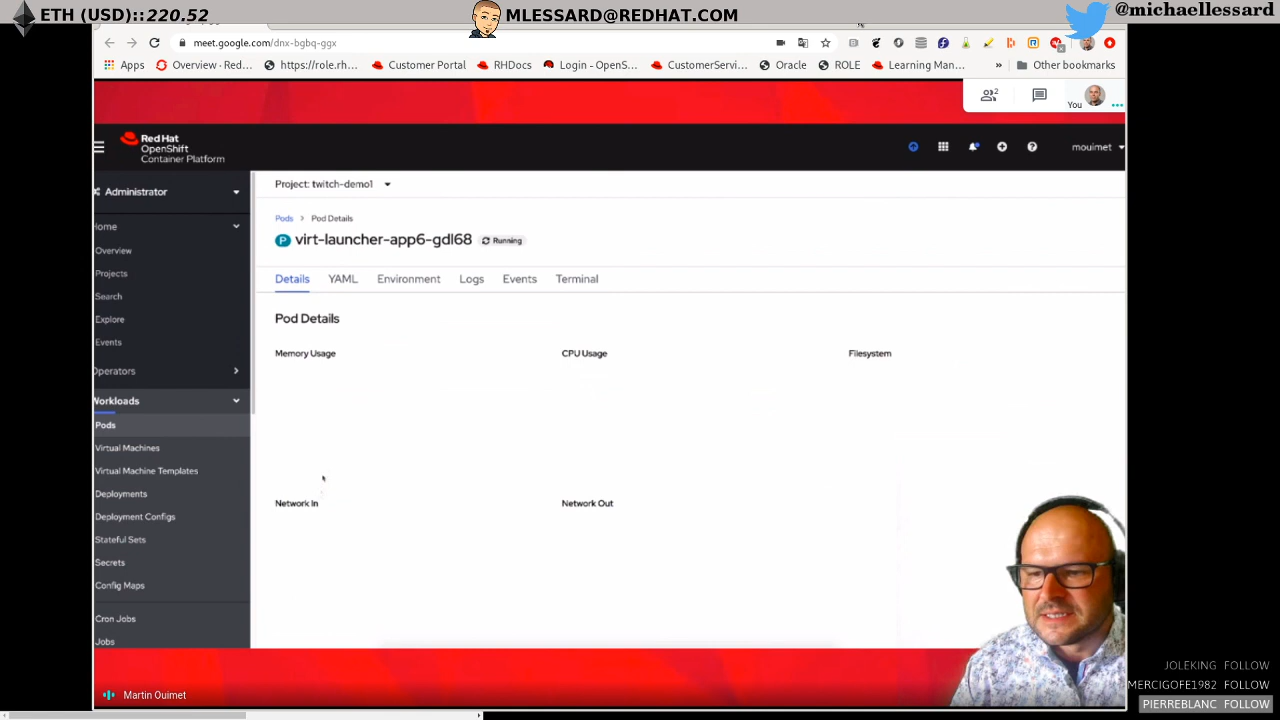 ETH (USD)::220.52
MLESSARD@REDHAT.COM
@michaellessard
meet.google.com/dnx-bgbq-ggx
Apps
Overview - Red...
https://role.rh...
Customer Portal
RHDocs
Login - OpenS...
CustomerServi...
Oracle
ROLE
Learning Man...
»
Other bookmarks
2
You
Red Hat
OpenShift
Container Platform
mouimet
Administrator
Project: twitch-demo1
Home
Overview
Projects
Search
Explore
Events
Operators
Workloads
Pods
Virtual Machines
Virtual Machine Templates
Deployments
Deployment Configs
Stateful Sets
Secrets
Config Maps
Cron Jobs
Jobs
Pods > Pod Details
P virt-launcher-app6-gdl68 Running
Details YAML Environment Logs Events Terminal
Pod Details
Memory Usage CPU Usage Filesystem
Network In Network Out
Martin Ouimet
JOLEKING FOLLOW
MERCIGOFE1982 FOLLOW
PIERREBLANC FOLLOW